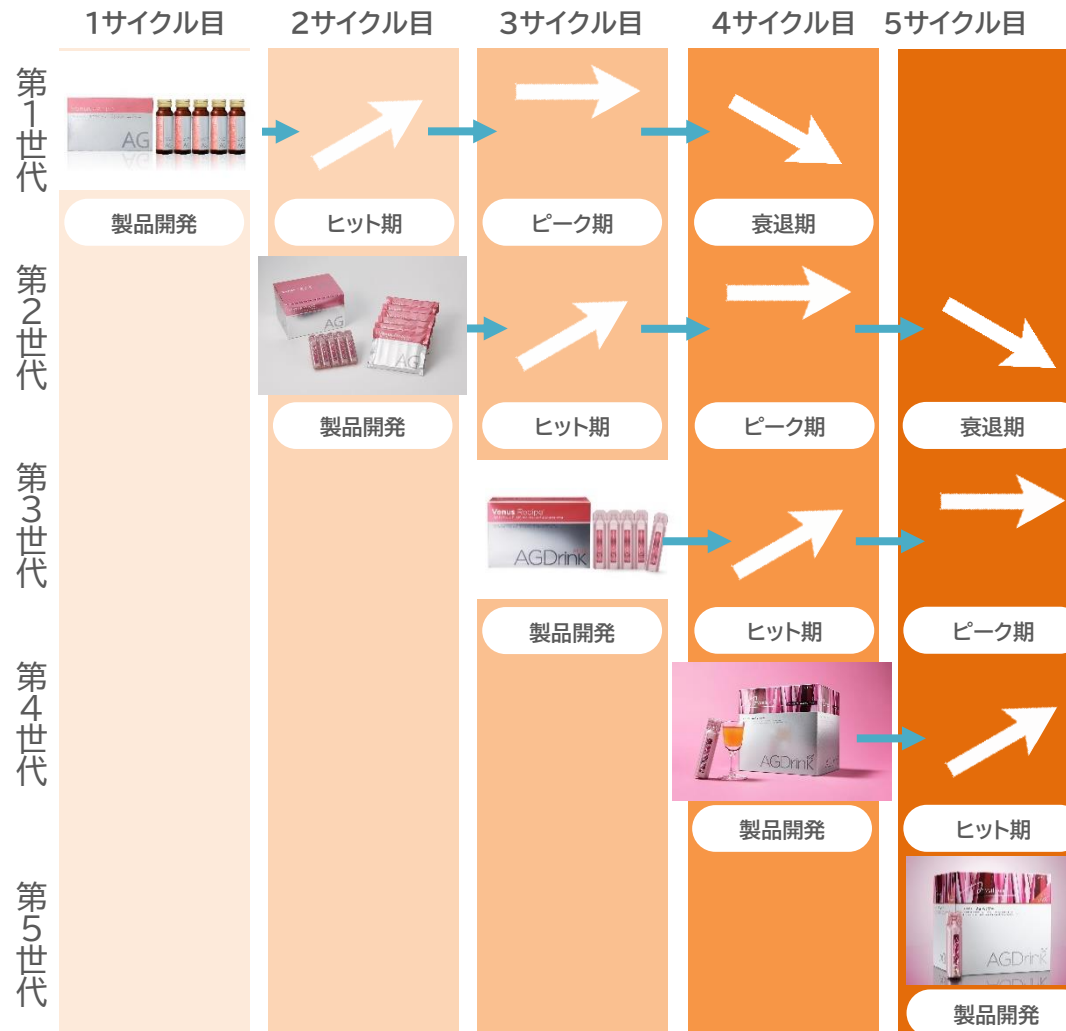 1サイクル目
2サイクル目
3サイクル目
4サイクル目
5サイクル目
第1世代
AG
製品開発
ヒット期
ピーク期
衰退期
第2世代
AG
AG
製品開発
ヒット期
ピーク期
衰退期
第3世代
Venus Recipe
AGDrink
製品開発
ヒット期
ピーク期
第4世代
AGDrink
製品開発
ヒット期
第5世代
AGDrink
製品開発